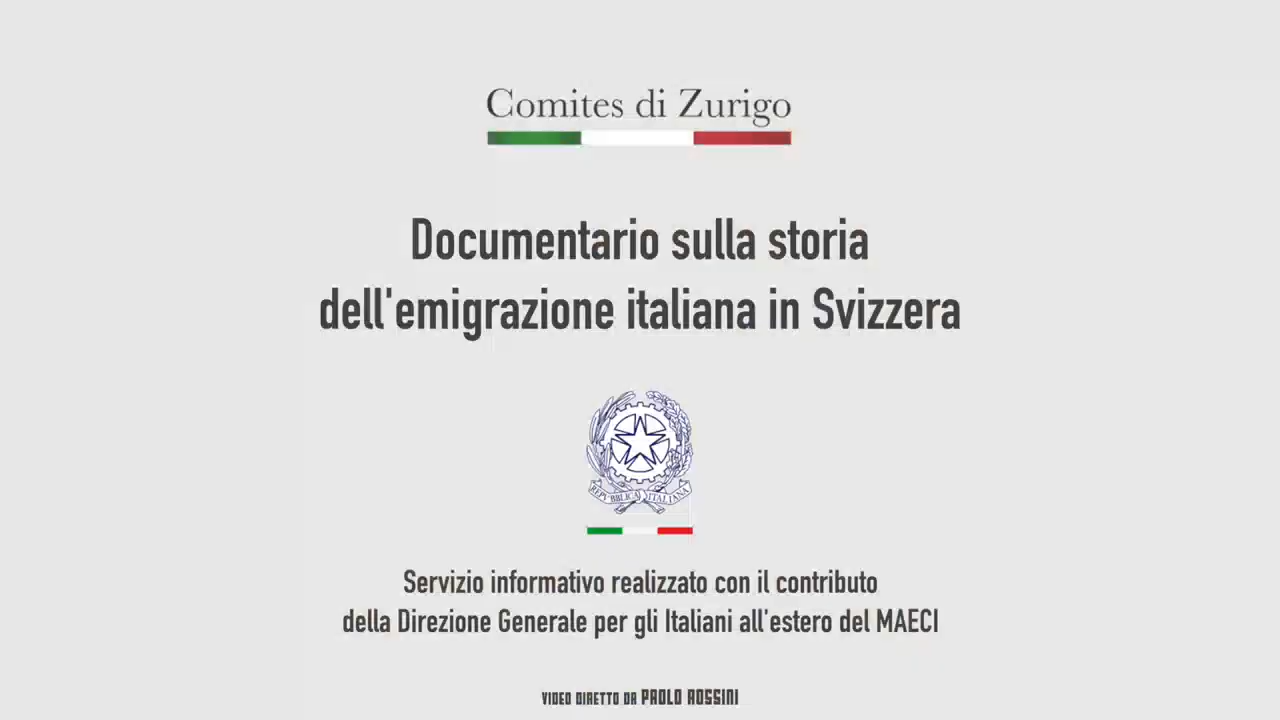 Comites di Zurigo
Documentario sulla storia
dell'emigrazione italiana in Svizzera
REPVBBLICA ITALIANA
Servizio informativo realizzato con il contributo
della Direzione Generale per gli Italiani all'estero del MAECI
VIDEO DIRETTO DA PAOLO ROSSINI